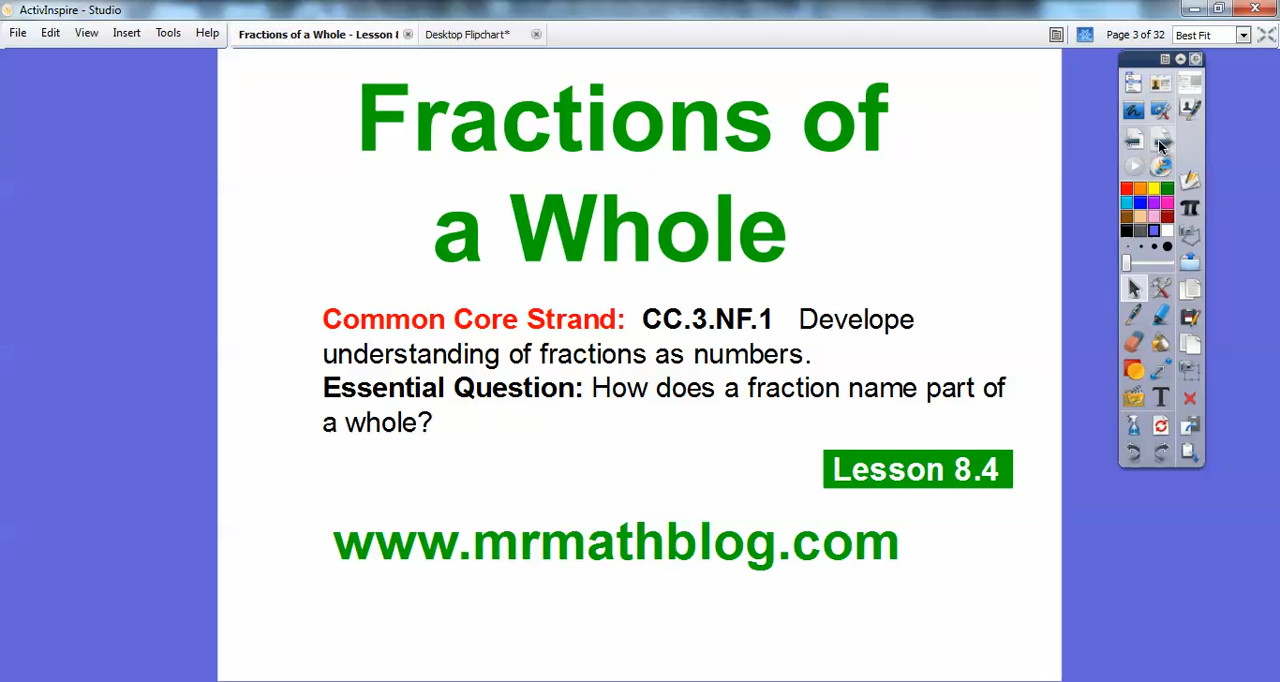 ActivInspire - Studio
File Edit View Insert Tools Help
Fractions of a Whole - Lesson 8
Desktop Flipchart*
Page 3 of 32
Best Fit
Fractions of
a Whole
Common Core Strand: CC.3.NF.1 Develope
understanding of fractions as numbers.
Essential Question: How does a fraction name part of
a whole?
Lesson 8.4
www.mrmathblog.com